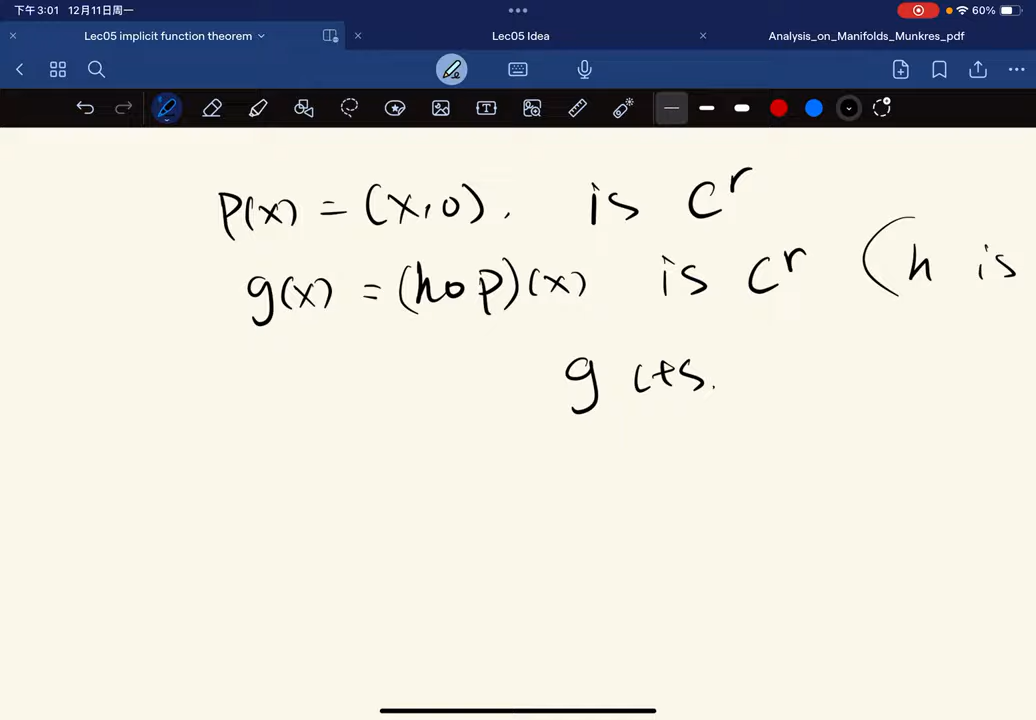 下午3:01 12月11日周一
60%
Lec05 implicit function theorem
Lec05 Idea
Analysis_on_Manifolds_Munkres_pdf
p(x) = (x,0). is C^r
g(x) = (h∘p)(x) is C^r (h is
g cts.